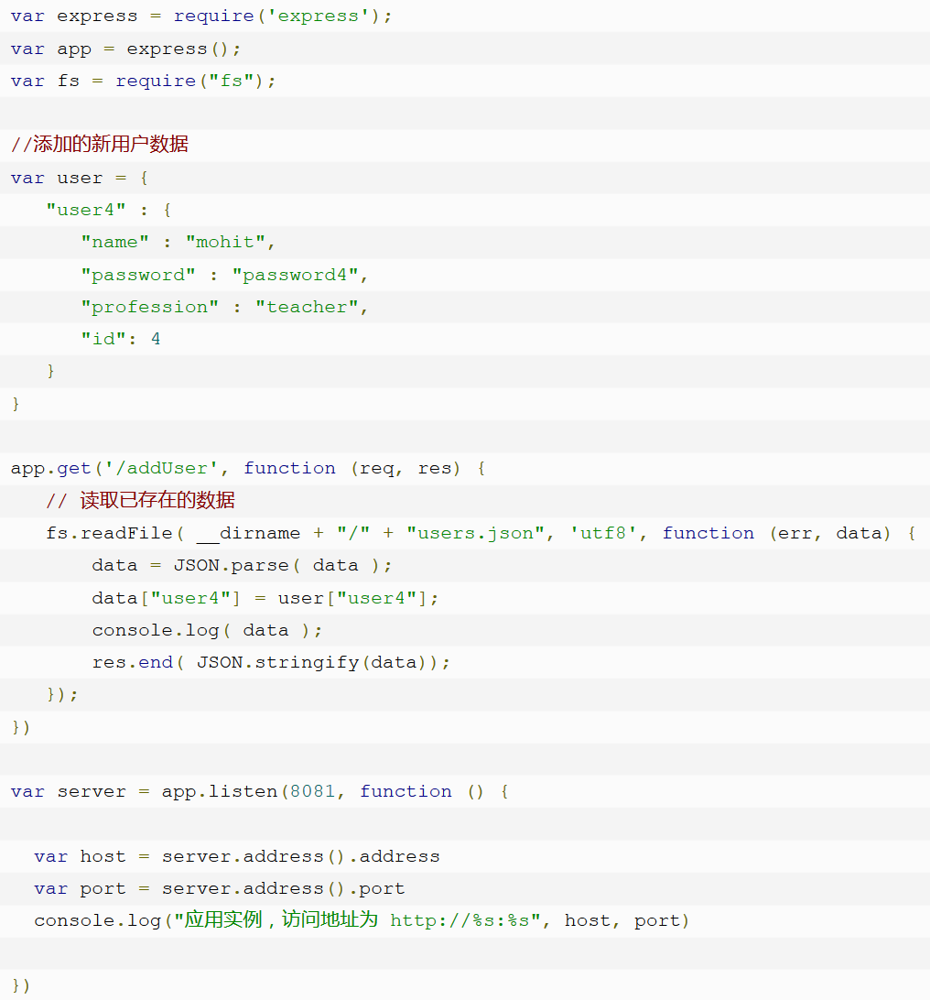 var express = require('express');
var app = express();
var fs = require("fs");

//添加的新用户数据
var user = {
   "user4" : {
      "name" : "mohit",
      "password" : "password4",
      "profession" : "teacher",
      "id": 4
   }
}

app.get('/addUser', function (req, res) {
   // 读取已存在的数据
   fs.readFile( __dirname + "/" + "users.json", 'utf8', function (err, data) {
       data = JSON.parse( data );
       data["user4"] = user["user4"];
       console.log( data );
       res.end( JSON.stringify(data));
   });
})

var server = app.listen(8081, function () {

  var host = server.address().address
  var port = server.address().port
  console.log("应用实例，访问地址为 http://%s:%s", host, port)

})